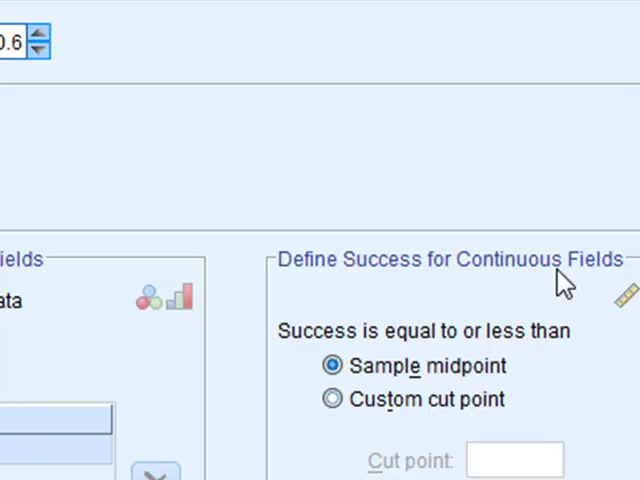 0.6
ields
Define Success for Continuous Fields
ata
Success is equal to or less than
Sample midpoint
Custom cut point
Cut point: